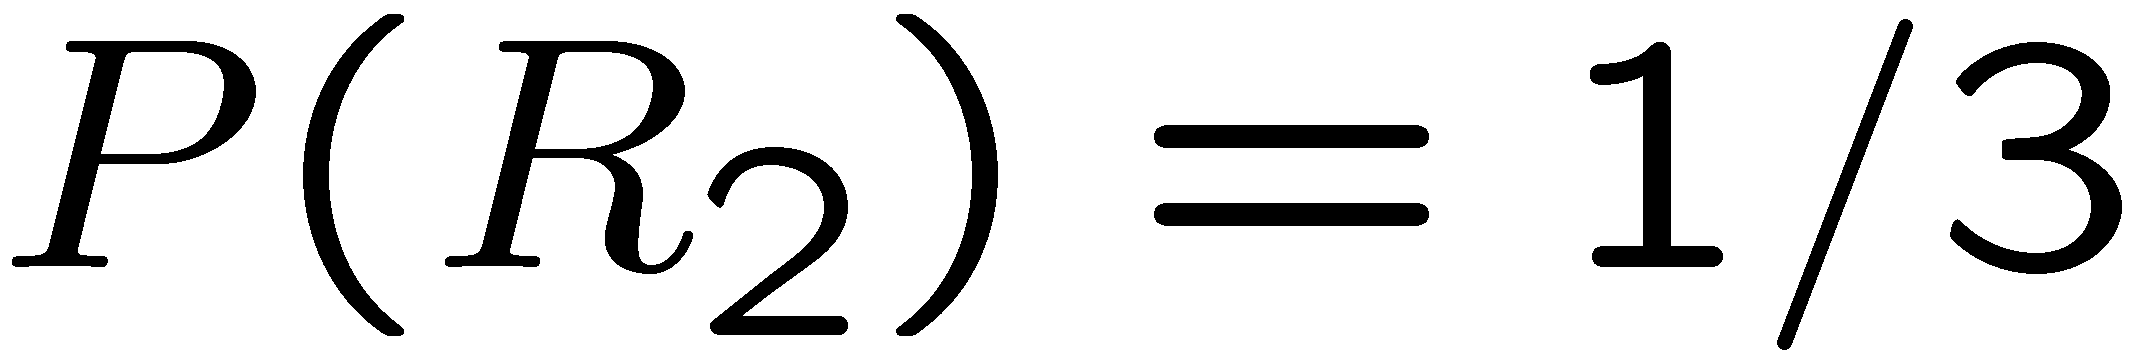 P(R₂) = 1/3